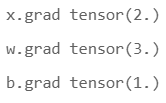 x.grad tensor(2.)
w.grad tensor(3.)
b.grad tensor(1.)